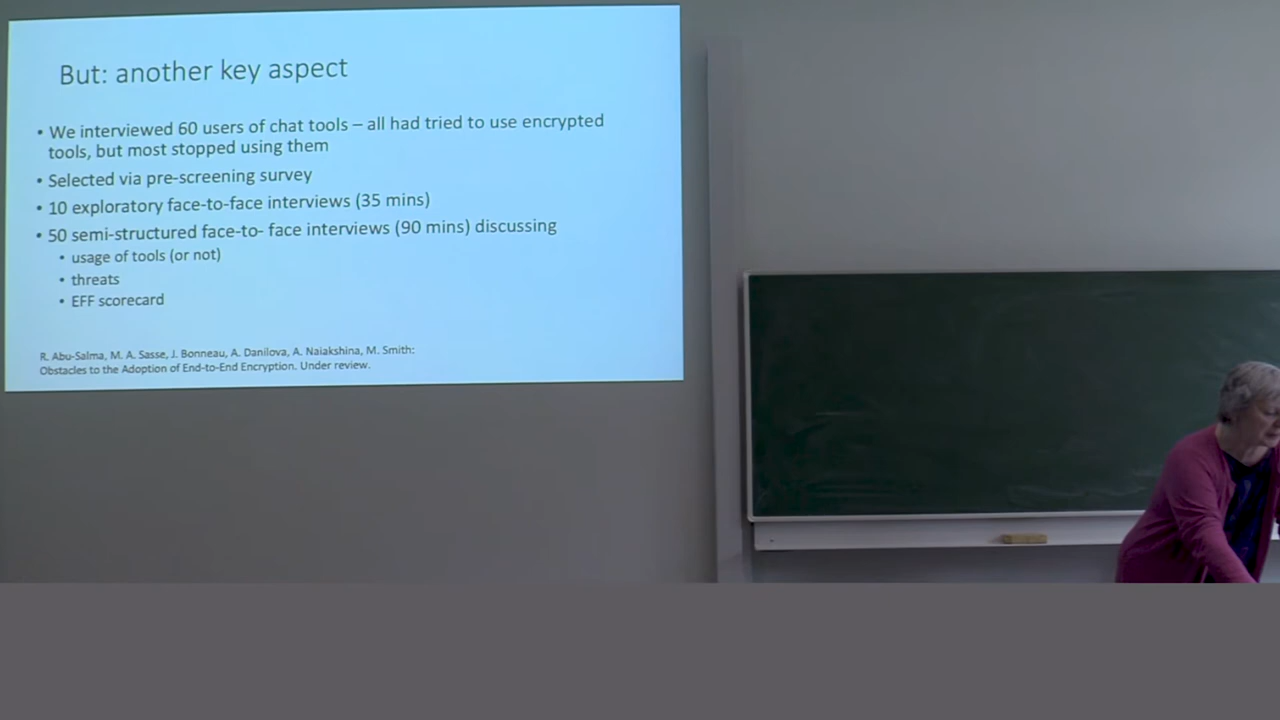 But: another key aspect
• We interviewed 60 users of chat tools – all had tried to use encrypted
tools, but most stopped using them
• Selected via pre-screening survey
• 10 exploratory face-to-face interviews (35 mins)
• 50 semi-structured face-to- face interviews (90 mins) discussing
• usage of tools (or not)
• threats
• EFF scorecard
R. Abu-Salma, M. A. Sasse, J. Bonneau, A. Danilova, A. Naiakshina, M. Smith:
Obstacles to the Adoption of End-to-End Encryption. Under review.